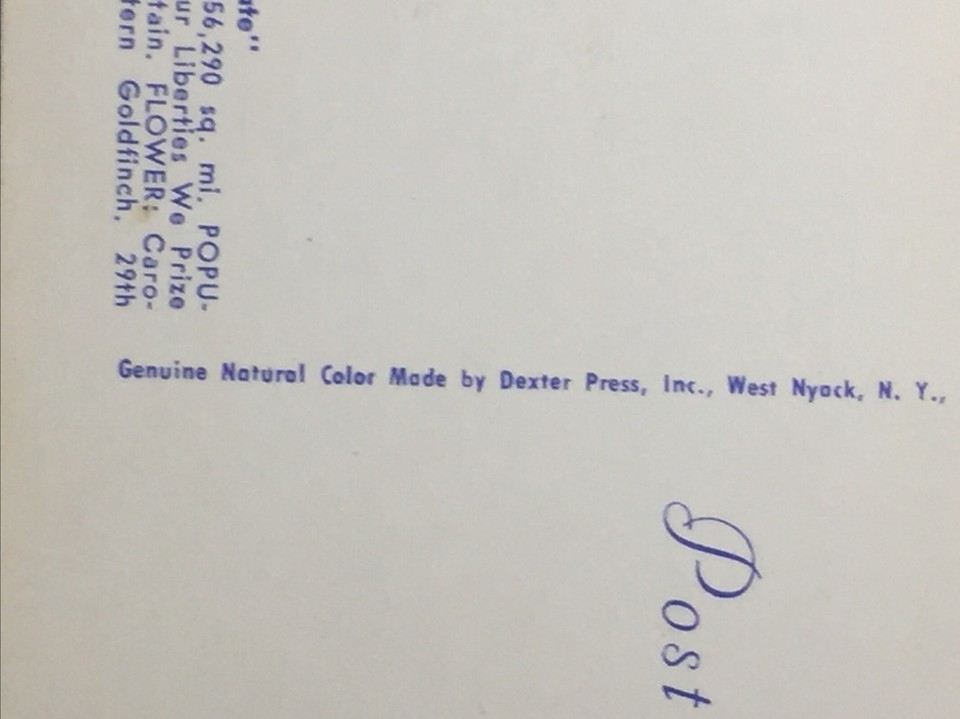 ate"
56,290 sq. mi. POPU-
ur Liberties We Prize
tain. FLOWER: Caro-
tern Goldfinch. 29th
Genuine Natural Color Made by Dexter Press, Inc., West Nyack, N. Y.,
Post